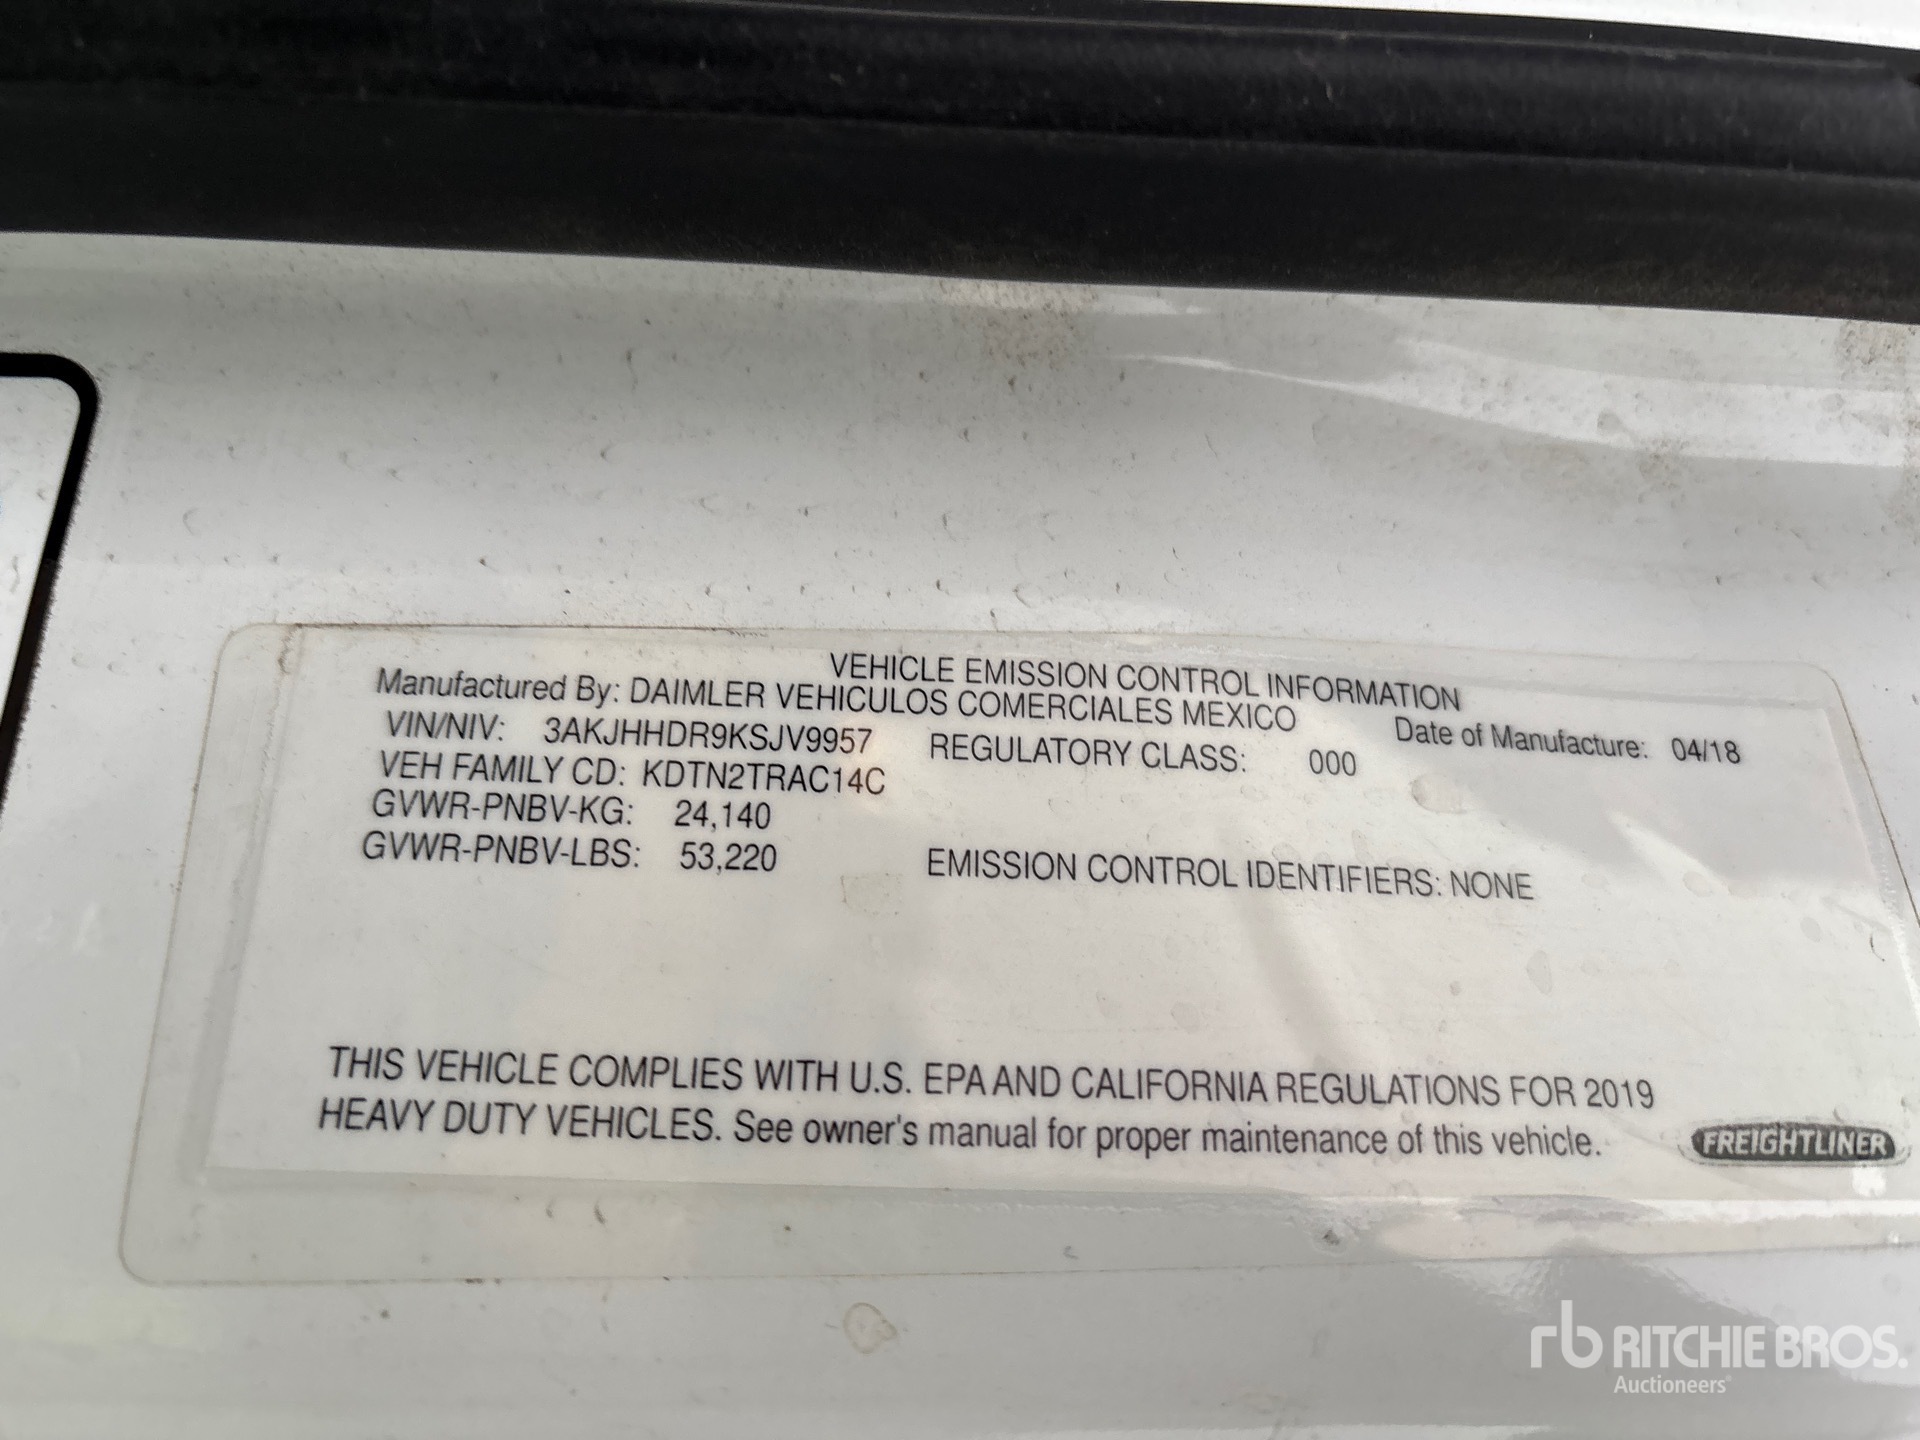 VEHICLE EMISSION CONTROL INFORMATION
Manufactured By: DAIMLER VEHICULOS COMERCIALES MEXICO
Date of Manufacture: 04/18
VIN/NIV: 3AKJHHDR9KSJV9957
REGULATORY CLASS: 000
VEH FAMILY CD: KDTN2TRAC14C
GVWR-PNBV-KG: 24,140
GVWR-PNBV-LBS: 53,220
EMISSION CONTROL IDENTIFIERS: NONE
THIS VEHICLE COMPLIES WITH U.S. EPA AND CALIFORNIA REGULATIONS FOR 2019
HEAVY DUTY VEHICLES. See owner's manual for proper maintenance of this vehicle.
FREIGHTLINER
rb RITCHIE BROS.
Auctioneers